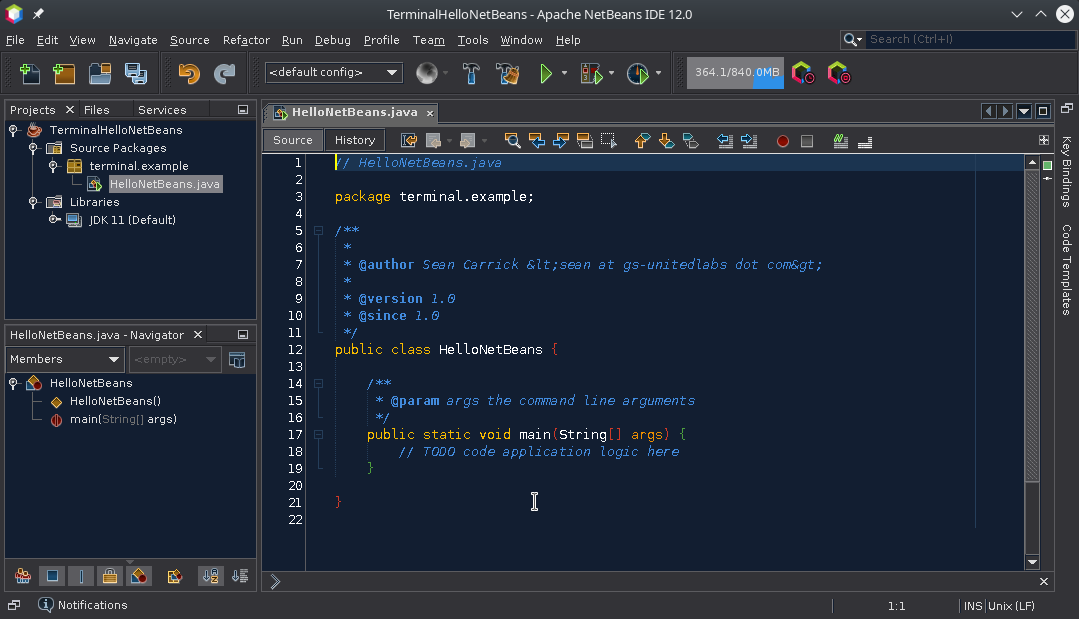 TerminalHelloNetBeans - Apache NetBeans IDE 12.0
File Edit View Navigate Source Refactor Run Debug Profile Team Tools Window Help
Search (Ctrl+I)
<default config>
364.1/840.0MB
Projects Files Services
TerminalHelloNetBeans
Source Packages
terminal.example
HelloNetBeans.java
Libraries
JDK 11 (Default)
HelloNetBeans.java - Navigator
Members <empty>
HelloNetBeans
HelloNetBeans()
main(String[] args)
HelloNetBeans.java
Source History
1 // HelloNetBeans.java
2
3 package terminal.example;
4
5 /**
6 *
7 * @author Sean Carrick &lt;sean at gs-unitedlabs dot com&gt;
8 *
9 * @version 1.0
10 * @since 1.0
11 */
12 public class HelloNetBeans {
13
14 /**
15 * @param args the command line arguments
16 */
17 public static void main(String[] args) {
18 // TODO code application logic here
19 }
20
21 }
22
Key Bindings
Code Templates
Notifications
1:1
INS
Unix (LF)